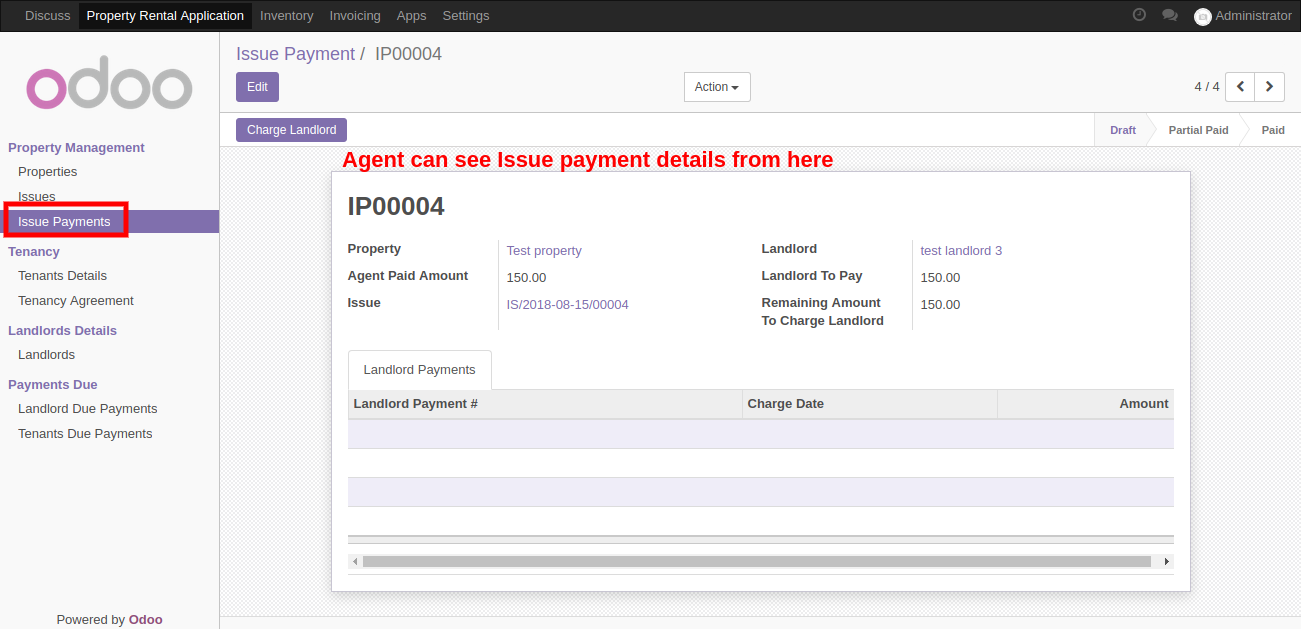 Discuss Property Rental Application Inventory Invoicing Apps Settings Administrator
odoo
Property Management
Properties
Issues
Issue Payments
Tenancy
Tenants Details
Tenancy Agreement
Landlords Details
Landlords
Payments Due
Landlord Due Payments
Tenants Due Payments
Powered by Odoo
Issue Payment / IP00004
Edit Action 4 / 4
Charge Landlord Draft Partial Paid Paid
Agent can see Issue payment details from here
IP00004
Property Test property Landlord test landlord 3
Agent Paid Amount 150.00 Landlord To Pay 150.00
Issue IS/2018-08-15/00004 Remaining Amount 150.00
To Charge Landlord
Landlord Payments
Landlord Payment # Charge Date Amount